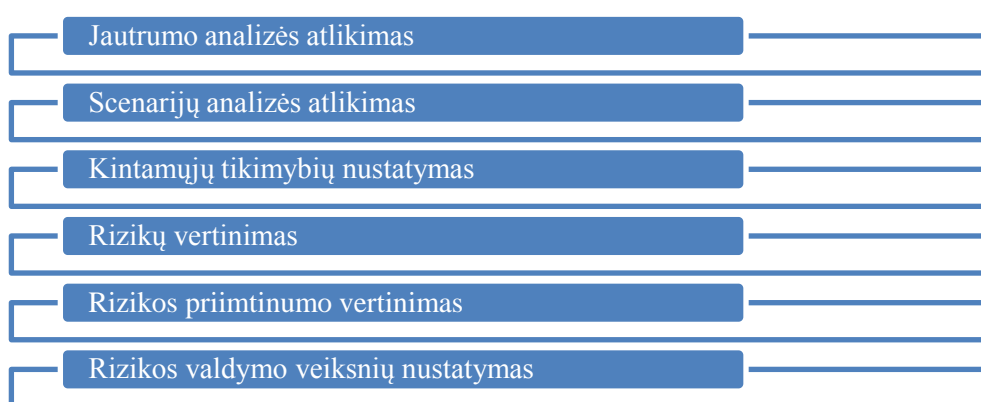 Jautrumo analizės atlikimas
Scenarijų analizės atlikimas
Kintamųjų tikimybių nustatymas
Rizikų vertinimas
Rizikos priimtinumo vertinimas
Rizikos valdymo veiksnių nustatymas